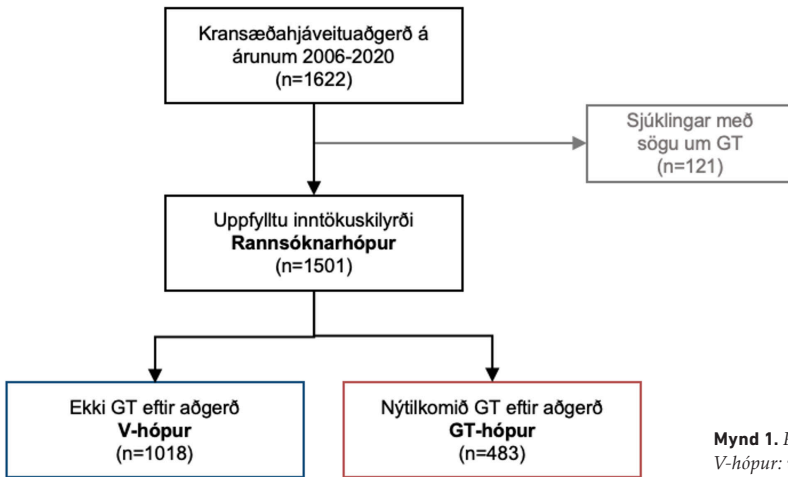 Kransæðahjáveituaðgerð á
árunum 2006-2020
(n=1622)
Sjúklingar með
sögu um GT
(n=121)
Uppfylltu inntökuskilyrði
Rannsóknarhópur
(n=1501)
Ekki GT eftir aðgerð
V-hópur
(n=1018)
Nýtilkomið GT eftir aðgerð
GT-hópur
(n=483)
Mynd 1.
V-hópur: